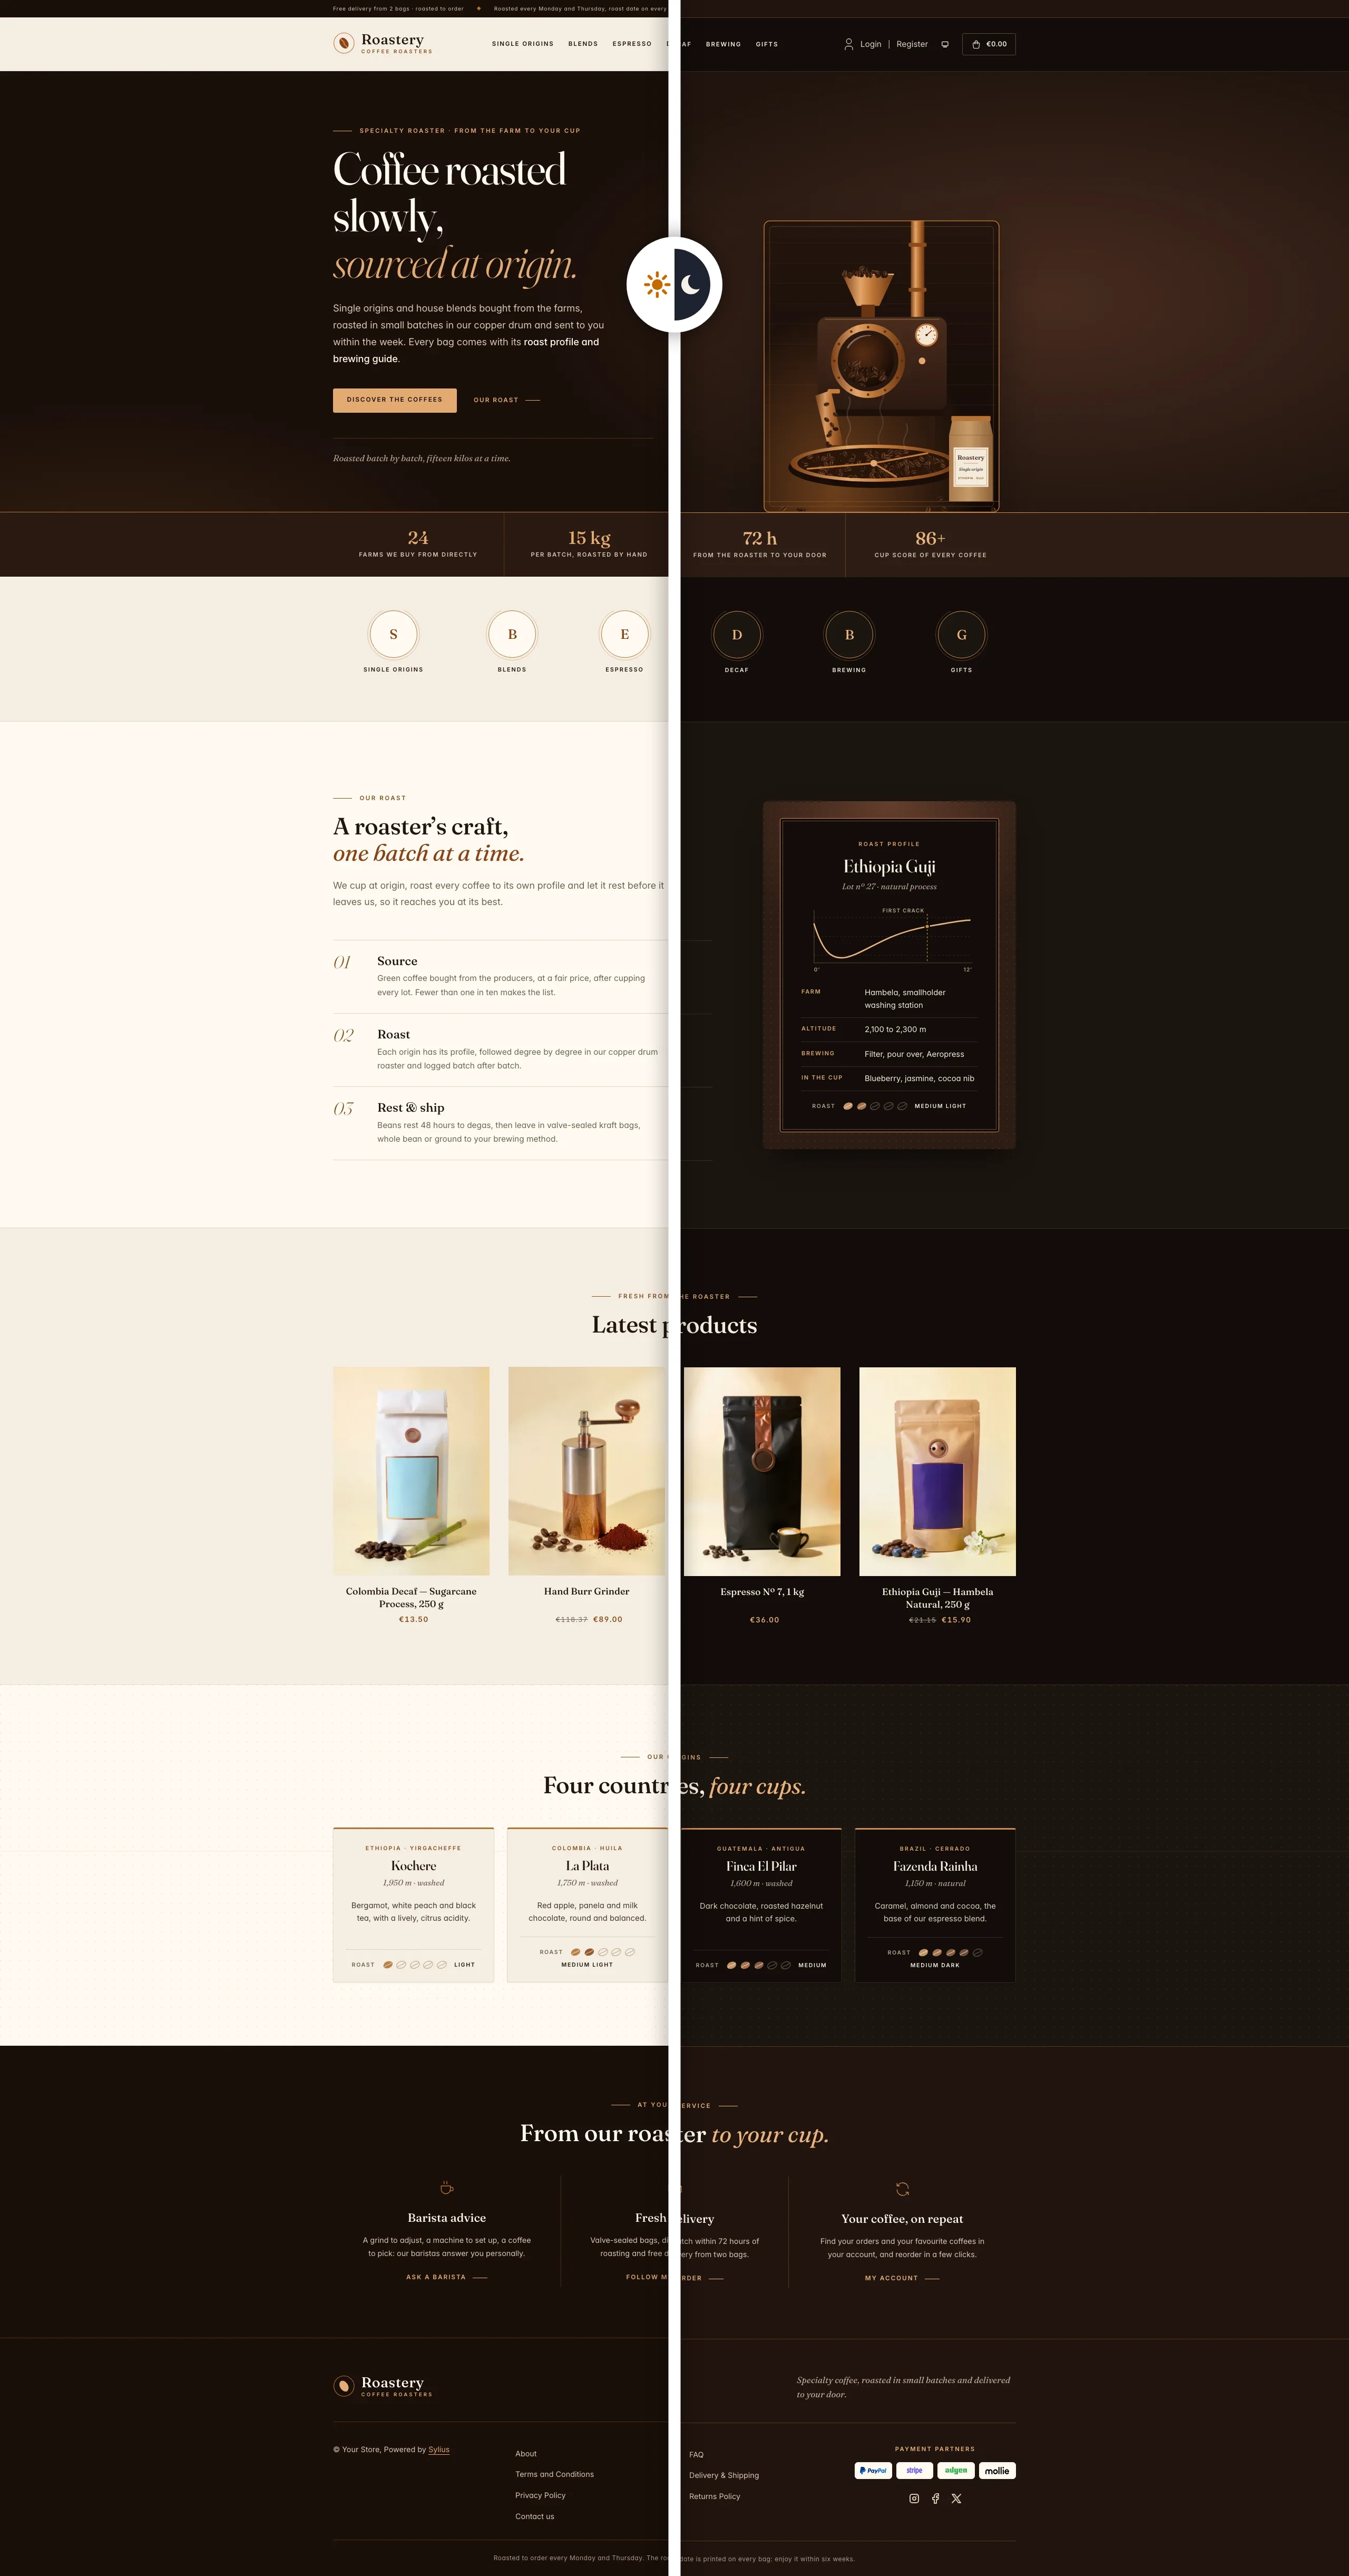 Free delivery from 2 bags · roasted to order
Roasted every Monday and Thursday, roast date on every
Roastery
COFFEE ROASTERS
SINGLE ORIGINS
BLENDS
ESPRESSO
D AF
BREWING
GIFTS
Login | Register
€0.00
SPECIALTY ROASTER · FROM THE FARM TO YOUR CUP
Coffee roasted
slowly,
sourced at origin.
Single origins and house blends bought from the farms,
roasted in small batches in our copper drum and sent to you
within the week. Every bag comes with its roast profile and
brewing guide.
DISCOVER THE COFFEES
OUR ROAST
Roasted batch by batch, fifteen kilos at a time.
Roastery
Single origin
24
FARMS WE BUY FROM DIRECTLY
15 kg
PER BATCH, ROASTED BY HAND
72 h
FROM THE ROASTER TO YOUR DOOR
86+
CUP SCORE OF EVERY COFFEE
S
SINGLE ORIGINS
B
BLENDS
E
ESPRESSO
D
DECAF
B
BREWING
G
GIFTS
OUR ROAST
A roaster’s craft,
one batch at a time.
We cup at origin, roast every coffee to its own profile and let it rest before it
leaves us, so it reaches you at its best.
01
Source
Green coffee bought from the producers, at a fair price, after cupping
every lot. Fewer than one in ten makes the list.
02
Roast
Each origin has its profile, followed degree by degree in our copper drum
roaster and logged batch after batch.
03
Rest & ship
Beans rest 48 hours to degas, then leave in valve-sealed kraft bags,
whole bean or ground to your brewing method.
ROAST PROFILE
Ethiopia Guji
Lot nº 27 · natural process
FIRST CRACK
0'
12'
FARM
Hambela, smallholder
washing station
ALTITUDE
2,100 to 2,300 m
BREWING
Filter, pour over, Aeropress
IN THE CUP
Blueberry, jasmine, cocoa nib
ROAST
MEDIUM LIGHT
FRESH FROM HE ROASTER
Latest products
Colombia Decaf — Sugarcane
Process, 250 g
€13.50
Hand Burr Grinder
€118.37 €89.00
Espresso Nº 7, 1 kg
€36.00
Ethiopia Guji — Hambela
Natural, 250 g
€21.15 €15.90
OUR GINS
Four countries, four cups.
ETHIOPIA · YIRGACHEFFE
Kochere
1,950 m · washed
Bergamot, white peach and black
tea, with a lively, citrus acidity.
ROAST
LIGHT
COLOMBIA · HUILA
La Plata
1,750 m · washed
Red apple, panela and milk
chocolate, round and balanced.
ROAST
MEDIUM LIGHT
GUATEMALA · ANTIGUA
Finca El Pilar
1,600 m · washed
Dark chocolate, roasted hazelnut
and a hint of spice.
ROAST
MEDIUM
BRAZIL · CERRADO
Fazenda Rainha
1,150 m · natural
Caramel, almond and cocoa, the
base of our espresso blend.
ROAST
MEDIUM DARK
AT YOU ERVICE
From our roaster to your cup.
Barista advice
A grind to adjust, a machine to set up, a coffee
to pick: our baristas answer you personally.
ASK A BARISTA
Fresh elivery
Valve-sealed bags, di tch within 72 hours of
roasting and free d ery from two bags.
FOLLOW M RDER
Your coffee, on repeat
Find your orders and your favourite coffees in
your account, and reorder in a few clicks.
MY ACCOUNT
Roastery
COFFEE ROASTERS
Specialty coffee, roasted in small batches and delivered
to your door.
© Your Store, Powered by Sylius
About
Terms and Conditions
Privacy Policy
Contact us
FAQ
Delivery & Shipping
Returns Policy
PAYMENT PARTNERS
PayPal
stripe
adyen
mollie
Roasted to order every Monday and Thursday. The roa date is printed on every bag: enjoy it within six weeks.